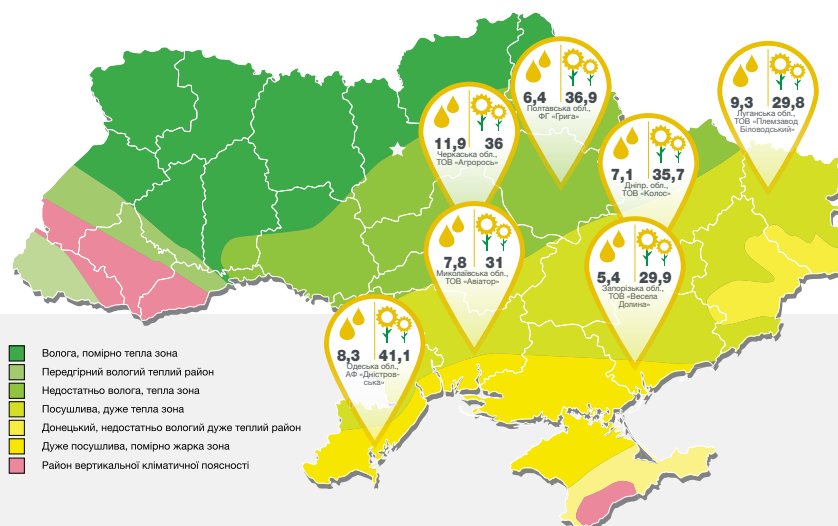 6,4 36,9
Полтавська обл.,
ФГ «Грига»
9,3 29,8
Луганська обл.,
ТОВ «Племзавод
Біловодський»
11,9 36
Черкаська обл.,
ТОВ «Агрорось»
7,1 35,7
Дніпр. обл.,
ТОВ «Колос»
7,8 31
Миколаївська обл.,
ТОВ «Авіатор»
5,4 29,9
Запорізька обл.,
ТОВ «Весела
Долина»
8,3 41,1
Одеська обл.,
АФ «Дністров-
ська»
Волога, помірно тепла зона
Передгірний вологий теплий район
Недостатньо волога, тепла зона
Посушлива, дуже тепла зона
Донецький, недостатньо вологий дуже теплий район
Дуже посушлива, помірно жарка зона
Район вертикальної кліматичної поясності